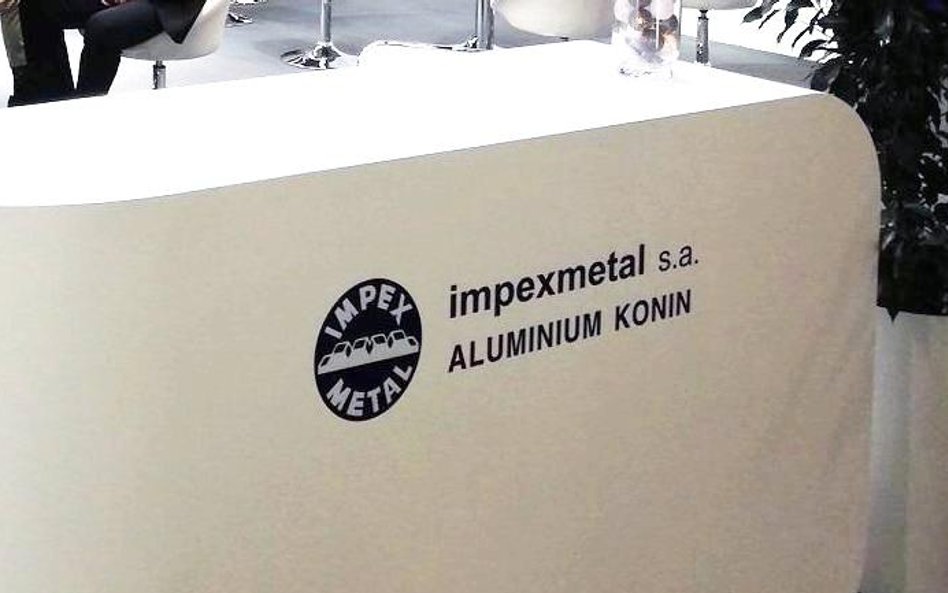 IMPEX
METAL
impexmetal s.a.
ALUMINIUM KONIN